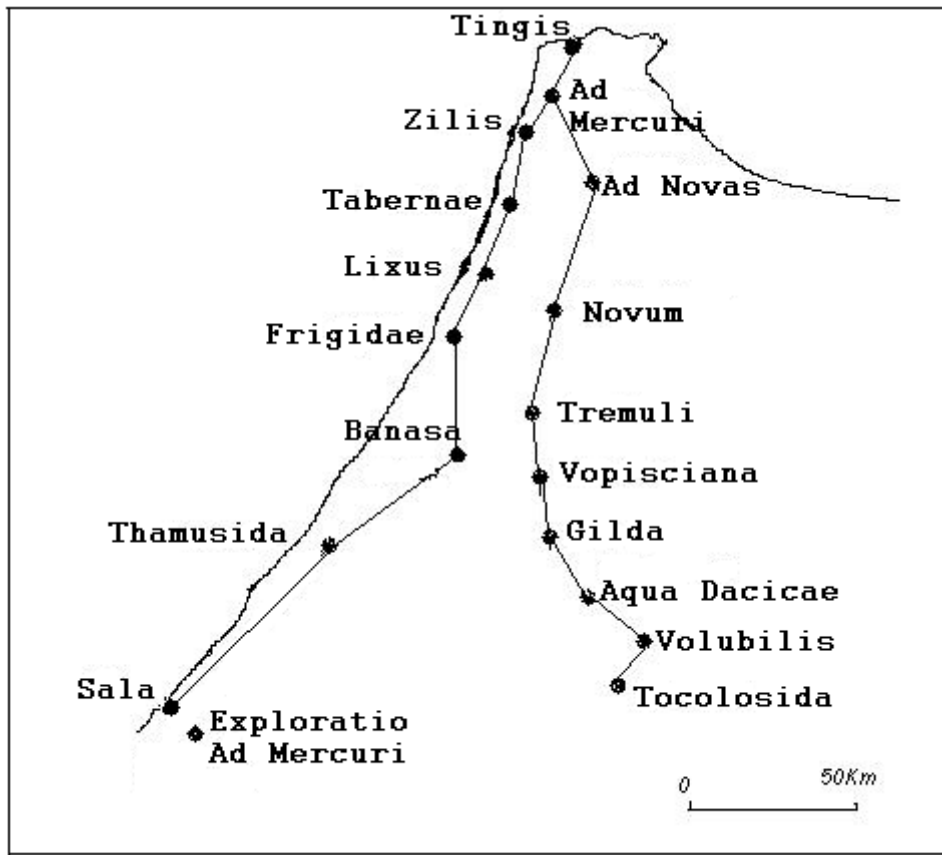 Tingis
Ad
Mercuri
Zilis
Ad Novas
Tabernae
Lixus
Novum
Frigidae
Tremuli
Banasa
Vopisciana
Thamusida
Gilda
Aqua Dacicae
Volubilis
Sala
Tocolosida
Exploratio
Ad Mercuri
0 50Km